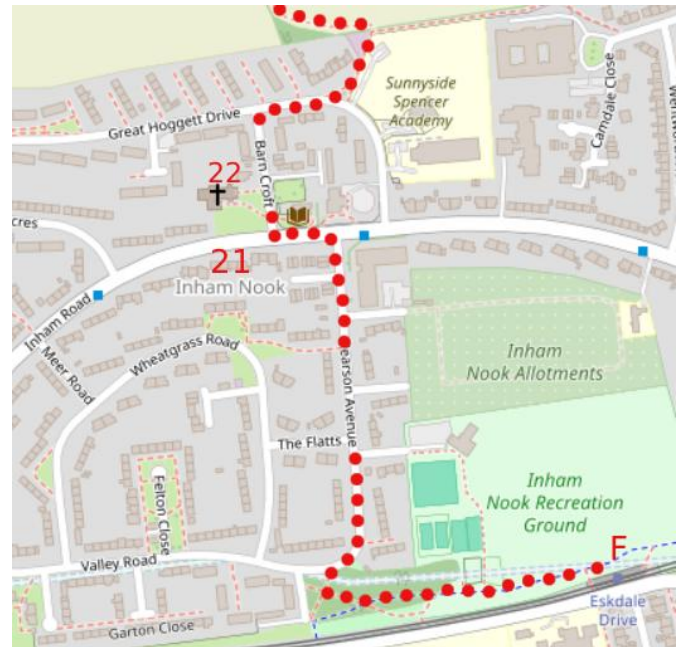 Sunnyside
Spencer
Academy
Camdale Close
Great Hoggett Drive
Barn Croft
22
21
Inham Nook
Inham Road
Meer Road
Wheatgrass Road
earson Avenue
Inham
Nook Allotments
The Flatts
Felton Close
Inham
Nook Recreation
Ground
F
Valley Road
Garton Close
Eskdale
Drive